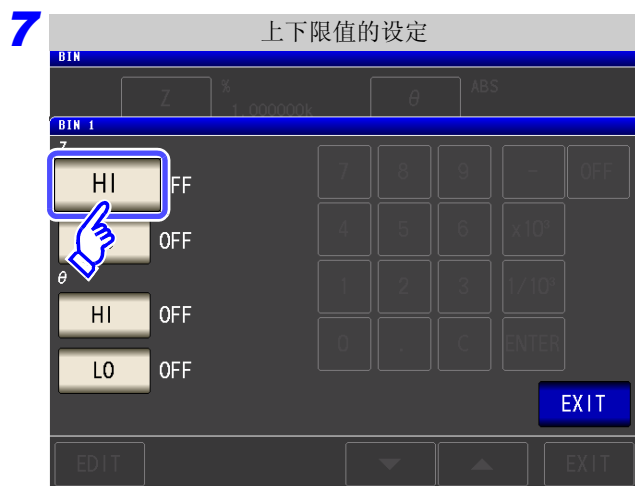 7
上下限值的设定
BIN
Z % 1.000000k θ ABS
BIN 1
Z
HI FF
OFF
θ
HI OFF
LO OFF
7 8 9 - OFF
4 5 6 x10³
1 2 3 1/10³
0 . C ENTER
EXIT
EDIT EXIT